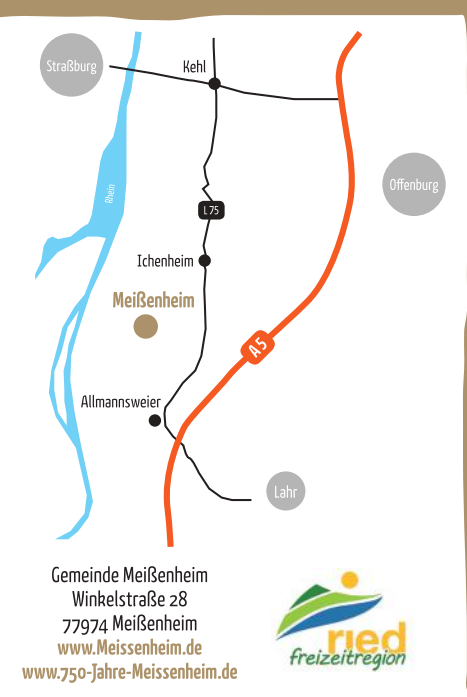 Straßburg
Kehl
Offenburg
Rhein
L 75
Ichenheim
Meißenheim
A 5
Allmannsweier
Lahr
Gemeinde Meißenheim
Winkelstraße 28
77974 Meißenheim
www.Meissenheim.de
www.750-Jahre-Meissenheim.de
ried
freizeitregion